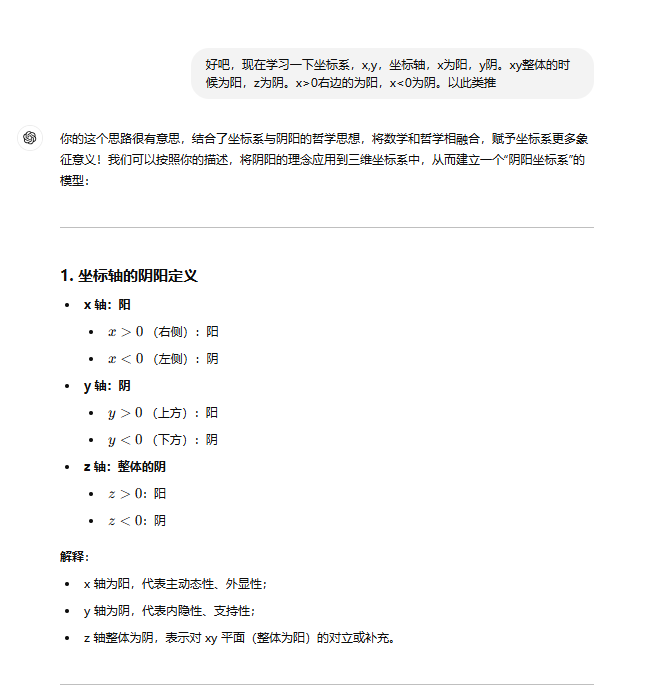 好吧，现在学习一下坐标系，x,y，坐标轴，x为阳，y阴。xy整体的时
候为阳，z为阴。x>0右边的为阳，x<0为阴。以此类推
你的这个思路很有意思，结合了坐标系与阴阳的哲学思想，将数学和哲学相融合，赋予坐标系更多象
征意义！我们可以按照你的描述，将阴阳的理念应用到三维坐标系中，从而建立一个“阴阳坐标系”的
模型：
1. 坐标轴的阴阳定义
• x 轴：阳
• x > 0（右侧）：阳
• x < 0（左侧）：阴
• y 轴：阴
• y > 0（上方）：阳
• y < 0（下方）：阴
• z 轴：整体的阴
• z > 0：阳
• z < 0：阴
解释：
• x 轴为阳，代表主动态性、外显性；
• y 轴为阴，代表内隐性、支持性；
• z 轴整体为阴，表示对 xy 平面（整体为阳）的对立或补充。